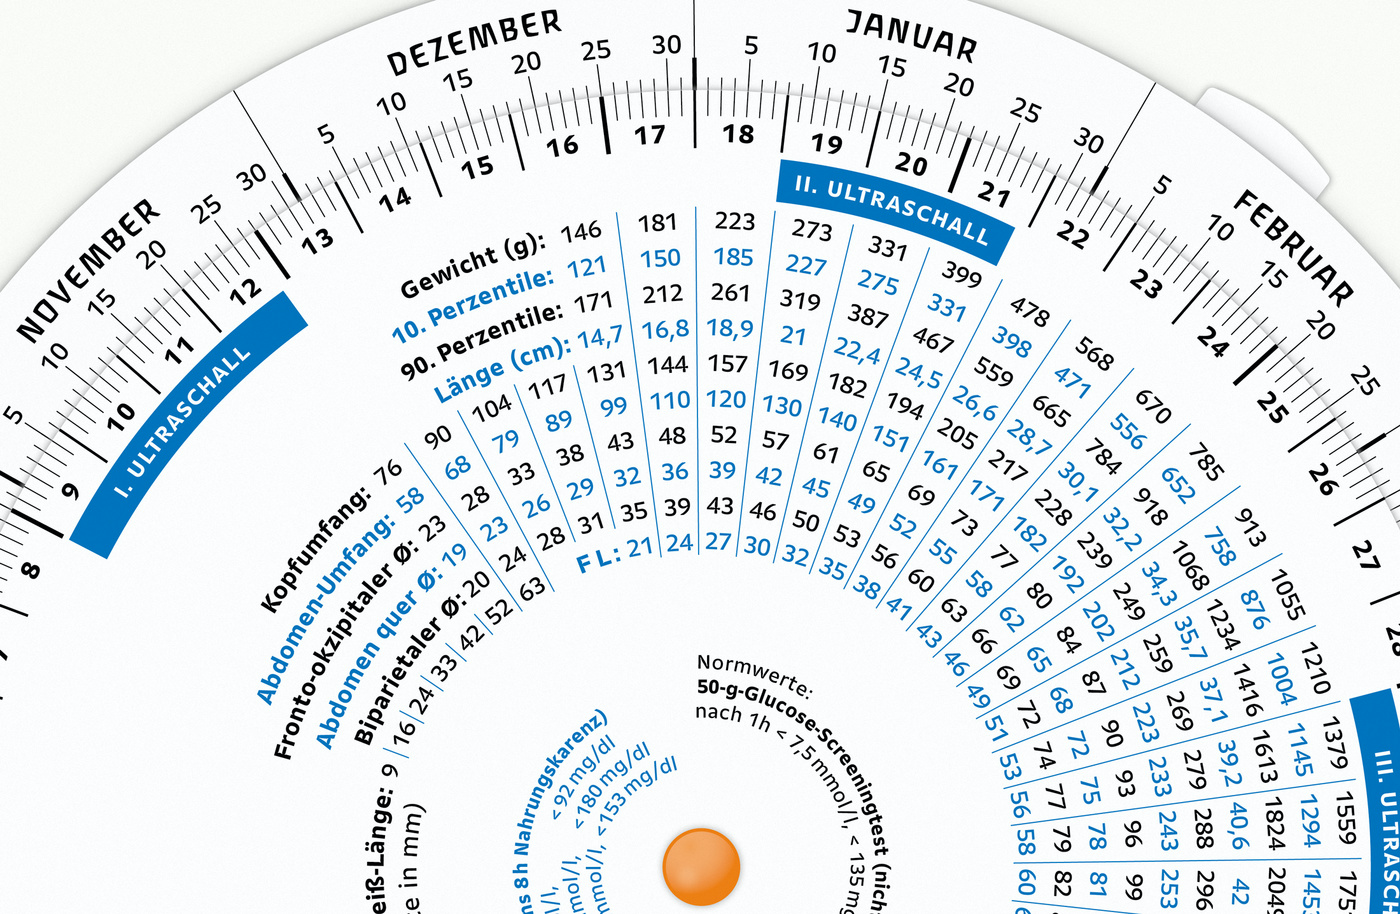 NOVEMBER
DEZEMBER
JANUAR
FEBRUAR
5 10 15 20 25 30
5 10 15 20 25 30
5 10 15 20 25 30
5 10 15 20 25
8 9 10 11 12 13 14 15 16 17 18 19 20 21 22 23 24 25 26 27 28
I. ULTRASCHALL
II. ULTRASCHALL
III. ULTRASCH
Gewicht (g): 146 181 223 273 331 399 478 568 670 785 913 1055 1210 1379 1559
10. Perzentile: 121 150 185 227 275 331 398 471 556 652 758 876 1004 1145 1294
90. Perzentile: 171 212 261 319 387 467 559 665 784 918 1068 1234 1416 1613 1824
Länge (cm): 14,7 16,8 18,9 21 22,4 24,5 26,6 28,7 30,1 32,2 34,3 35,7 37,1 39,2 40,6 42
Kopfumfang: 76 90 104 117 131 144 157 169 182 194 205 217 228 239 249 259 269 279 288 296
Abdomen-Umfang: 58 68 79 89 99 110 120 130 140 151 161 171 182 192 202 212 223 233 243 253
Fronto-okzipitaler Ø: 23 28 33 38 43 48 52 57 61 65 69 73 77 80 84 87 90 93 96 99
Abdomen quer Ø: 19 23 26 29 32 36 39 42 45 49 52 55 58 62 65 68 72 75 78 81
Biparietaler Ø: 20 24 28 31 35 39 43 46 50 53 56 60 63 66 69 72 74 77 79 82
FL: 21 24 27 30 32 35 38 41 43 46 49 51 53 56 58 60
eiß-Länge: 9 16 24 33 42 52 63
e in mm)
Normwerte:
50-g-Glucose-Screeningtest (nich
nach 1h < 7,5 mmol/l, < 135 mg
ns 8h Nahrungskarenz)
< 92 mg/dl
mmol/l, < 180 mg/dl
mmol/l, < 153 mg/dl